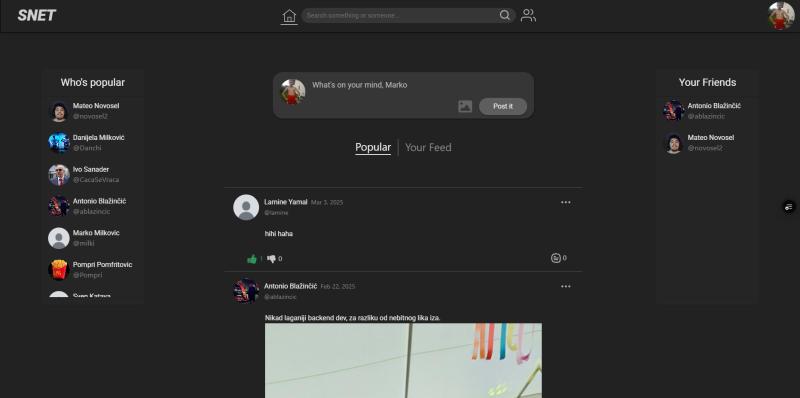 SNET
Search something or someone...
Who's popular
Mateo Novosel
@novosel2
Danijela Milković
@Danchi
Ivo Sanader
@CacaSeVraca
Antonio Blažinčić
@ablazincic
Marko Milkovic
@milki
Pompri Pomfritovic
@Pompri
Sven Kataya
What's on your mind, Marko
Post it
Popular
Your Feed
Lamine Yamal Mar 3, 2025
@lamine
hihi haha
1 0
0
Antonio Blažinčić Feb 22, 2025
@ablazincic
Nikad laganiji backend dev, za razliku od nebitnog lika iza.
Your Friends
Antonio Blažinčić
@ablazincic
Mateo Novosel
@novosel2